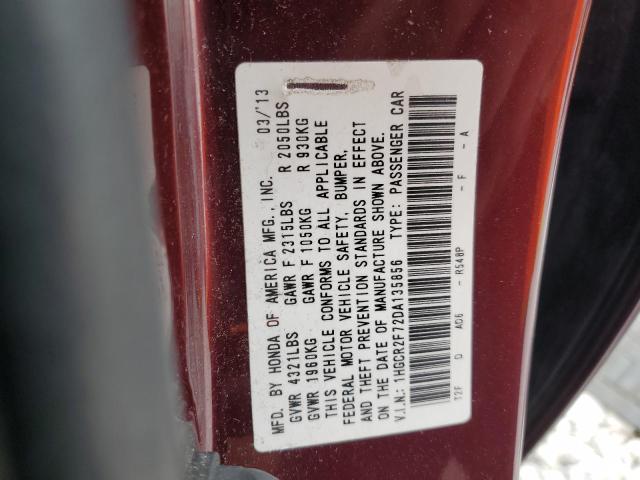 MFD. BY HONDA OF AMERICA MFG., INC. 03/'13
GVWR 4321LBS GAWR F 2315LBS R 2050LBS
GVWR 1960KG GAWR F 1050KG R 930KG
THIS VEHICLE CONFORMS TO ALL APPLICABLE
FEDERAL MOTOR VEHICLE SAFETY, BUMPER,
AND THEFT PREVENTION STANDARDS IN EFFECT
ON THE DATE OF MANUFACTURE SHOWN ABOVE.
V.I.N.: 1HGCR2F72DA135856 TYPE: PASSENGER CAR
T2F D AO6 - R548P - F - A